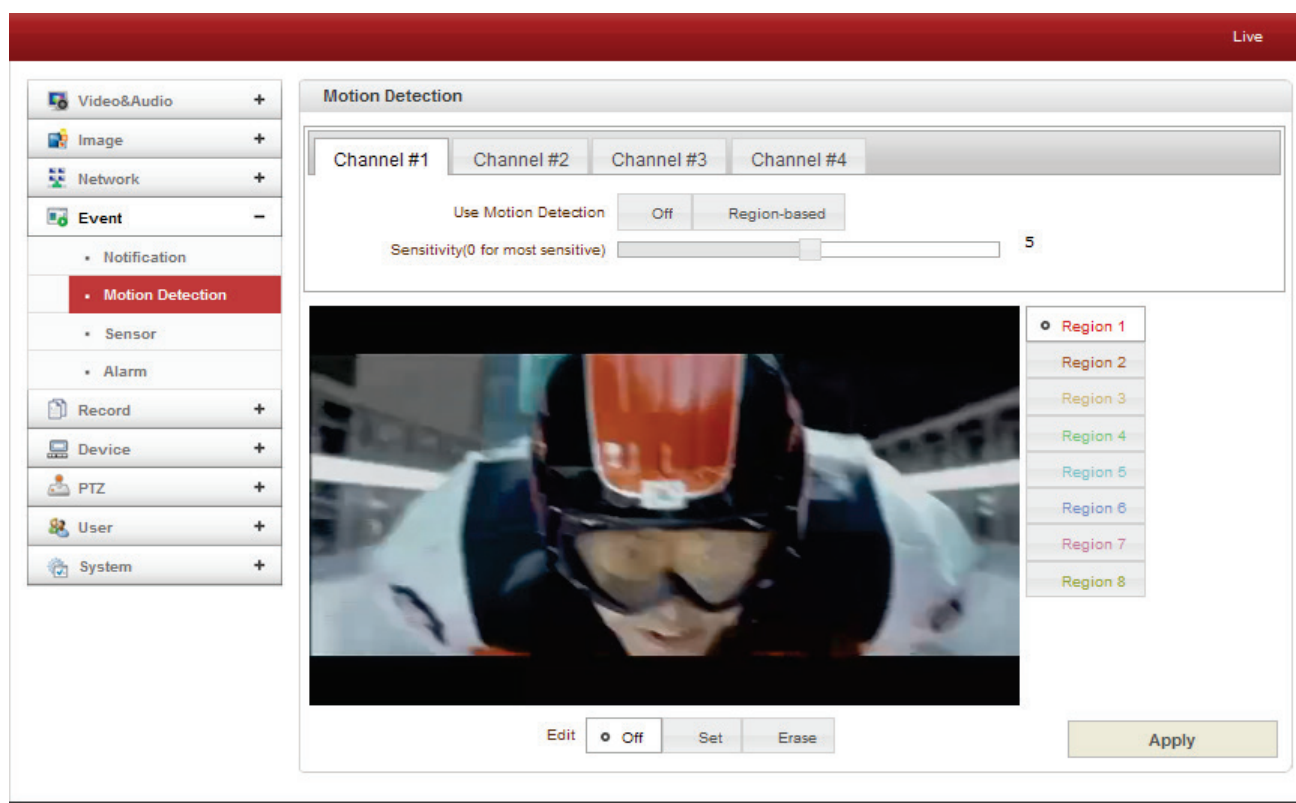 Live
Video&Audio +
Image +
Network +
Event -
Notification
Motion Detection
Sensor
Alarm
Record +
Device +
PTZ +
User +
System +
Motion Detection
Channel #1 Channel #2 Channel #3 Channel #4
Use Motion Detection Off Region-based
Sensitivity(0 for most sensitive) 5
Region 1
Region 2
Region 3
Region 4
Region 5
Region 6
Region 7
Region 8
Edit Off Set Erase
Apply